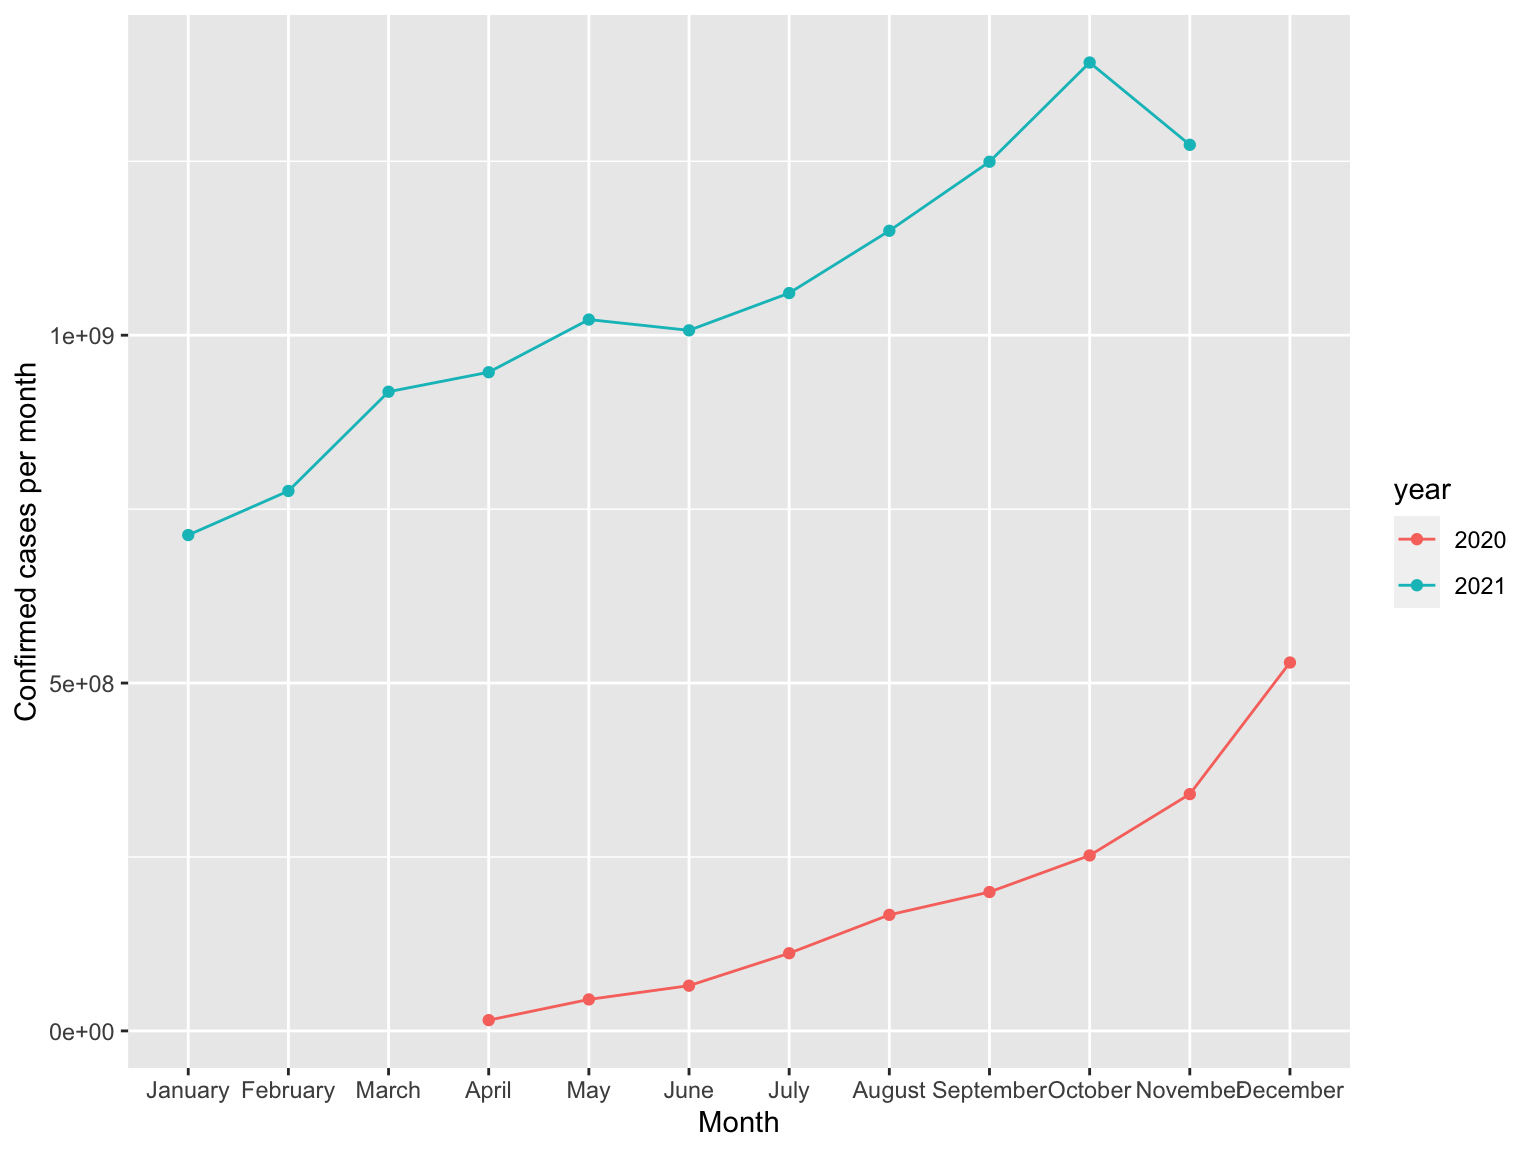 Confirmed cases per month
1e+09
5e+08
0e+00
January February March April May June July August September October November December
Month
year
2020
2021